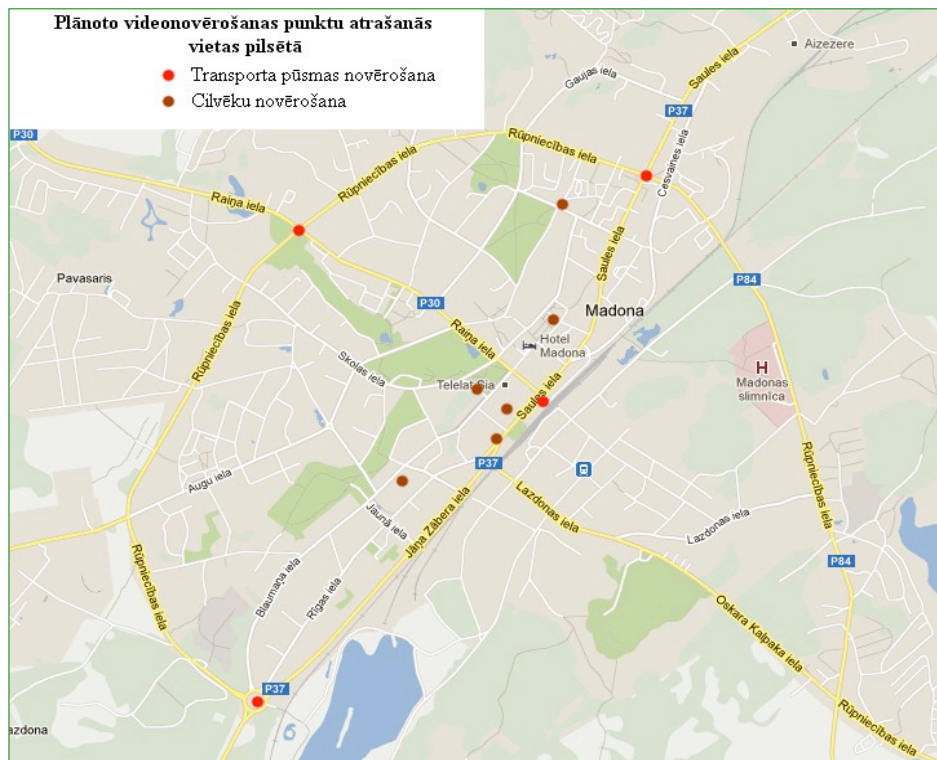 Plānoto videonovērošanas punktu atrašanās
vietas pilsētā
Transporta pūsmas novērošana
Cilvēku novērošana
Aizezere
Saules iela
Gaujas iela
P37
P30
Rūpniecības iela
Rūpniecības iela
Cesvaines iela
Raiņa iela
Saules iela
Pavasaris
P84
P30
Madona
Raiņa iela
Rūpniecības iela
Hotel
Madona
Skolas iela
H
Madonas
slimnīca
Telelat Sia
Saules iela
P37
Augu iela
Lazdonas iela
Rūpniecības iela
Jaunā iela
Jāņa Zābera iela
Lazdonas iela
Rūpniecības iela
P84
Blaumaņa iela
Rīgas iela
Oskara Kalpaka iela
P37
Rūpniecības iela
azdona